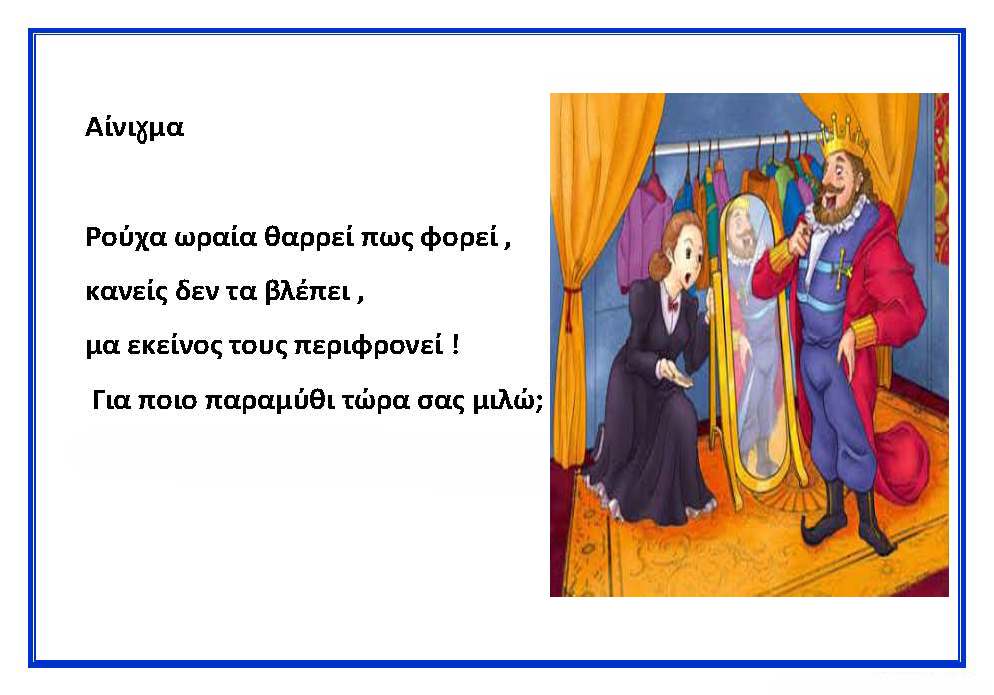 Αίνιγμα
Ρούχα ωραία θαρρεί πως φορεί ,
κανείς δεν τα βλέπει ,
μα εκείνος τους περιφρονεί !
Για ποιο παραμύθι τώρα σας μιλώ;